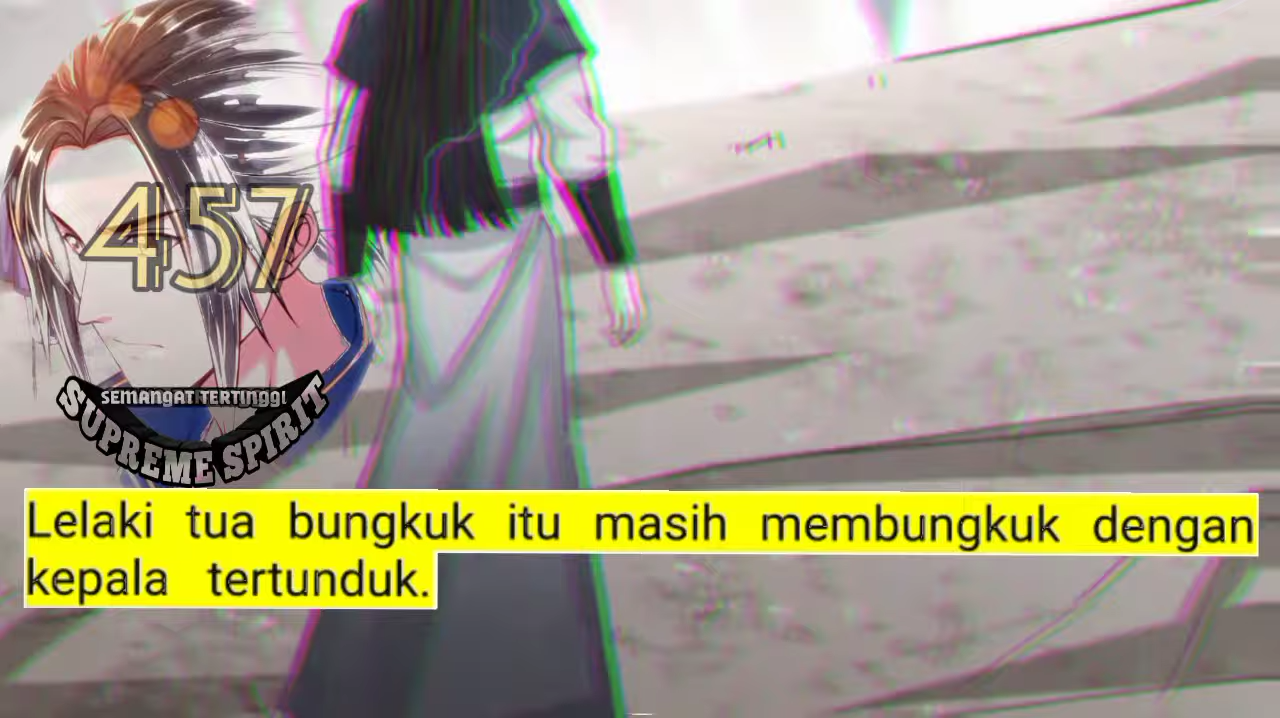 457
SEMANGAT TERTINGGI
SUPREME SPIRIT
Lelaki tua bungkuk itu masih membungkuk dengan
kepala tertunduk.